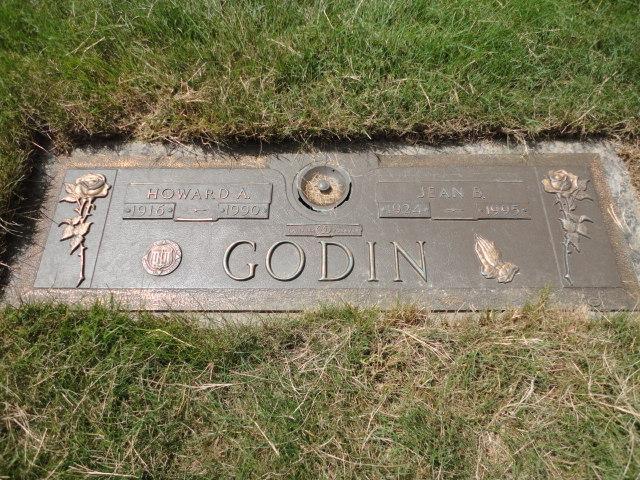 HOWARD A.
1916 1990
JEAN B.
1924 1995
GODIN